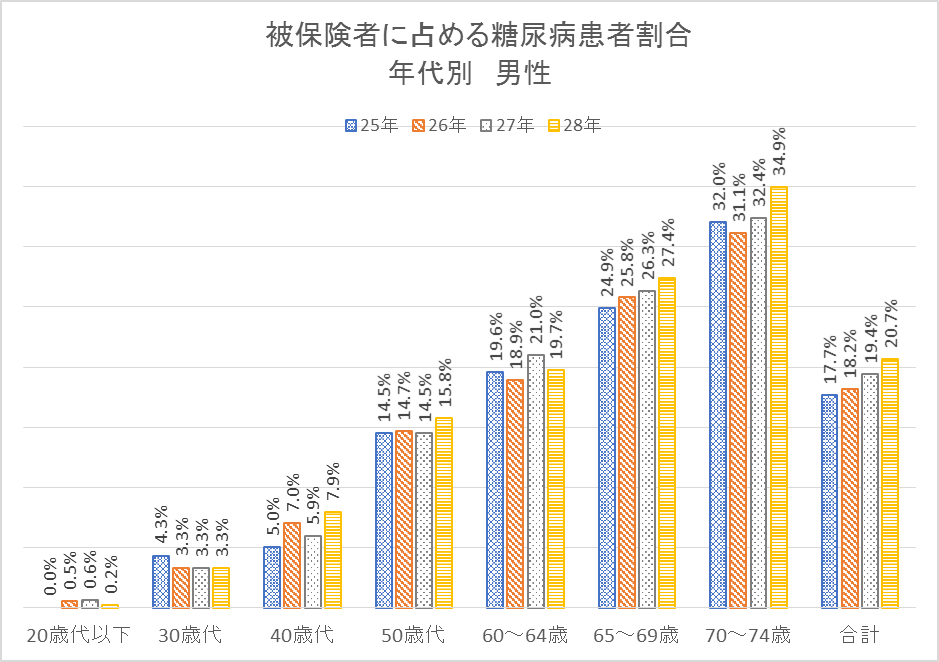 被保険者に占める糖尿病患者割合
年代別　男性
25年 26年 27年 28年
0.0% 0.5% 0.6% 0.2%
4.3% 3.3% 3.3% 3.3%
5.0% 7.0% 5.9% 7.9%
14.5% 14.7% 14.5% 15.8%
19.6% 18.9% 21.0% 19.7%
24.9% 25.8% 26.3% 27.4%
32.0% 31.1% 32.4% 34.9%
17.7% 18.2% 19.4% 20.7%
20歳代以下 30歳代 40歳代 50歳代 60～64歳 65～69歳 70～74歳 合計